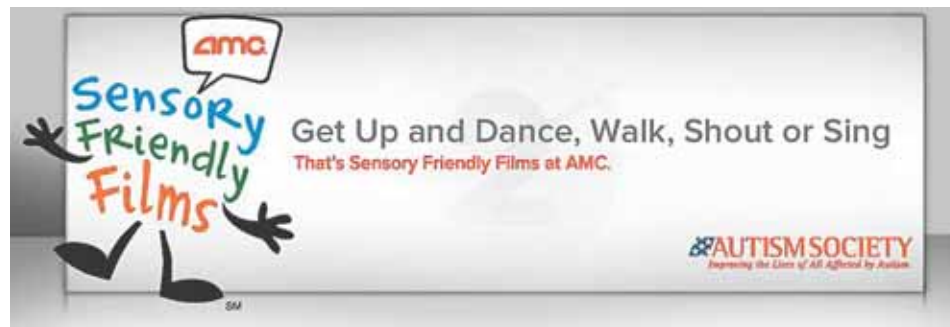 amc
Sensory
Friendly
Films
SM
Get Up and Dance, Walk, Shout or Sing
That's Sensory Friendly Films at AMC.
AUTISM SOCIETY
Improving the Lives of All Affected by Autism